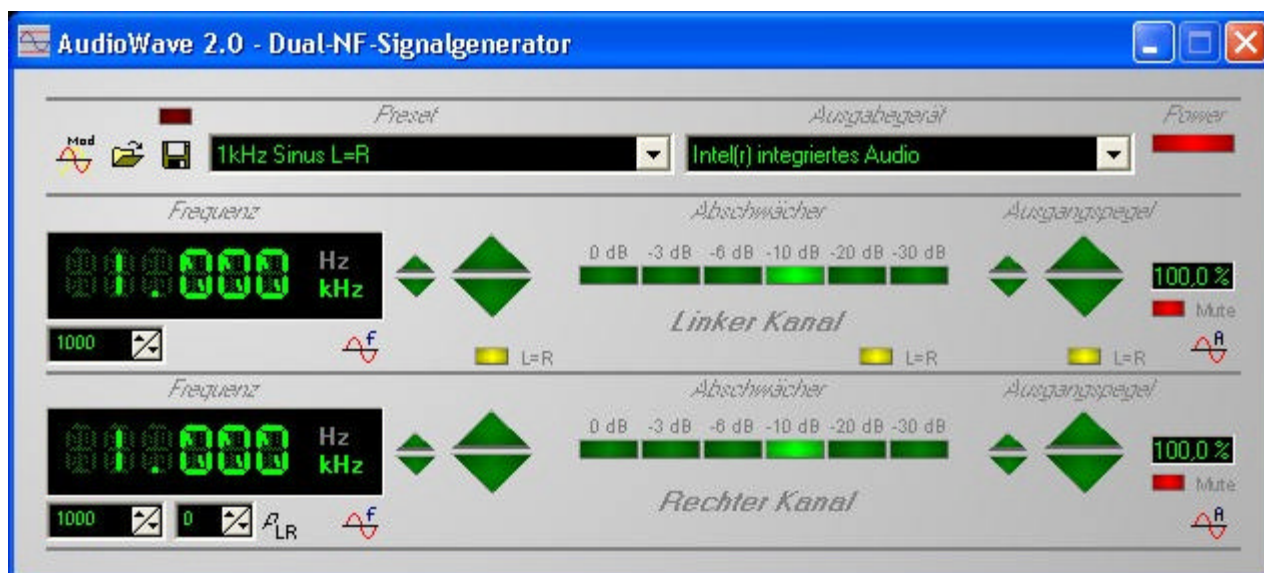 AudioWave 2.0 - Dual-NF-Signalgenerator
Preset Ausgabegerät Power
Mod
1kHz Sinus L=R Intel(r) integriertes Audio
Frequenz Abschwächer Ausgangspegel
0 dB -3 dB -6 dB -10 dB -20 dB -30 dB
1.000 Hz kHz
100,0 %
Mute
Linker Kanal
1000 f A
L=R L=R L=R
Frequenz Abschwächer Ausgangspegel
0 dB -3 dB -6 dB -10 dB -20 dB -30 dB
1.000 Hz kHz
100,0 %
Mute
Rechter Kanal
1000 0 LR f A